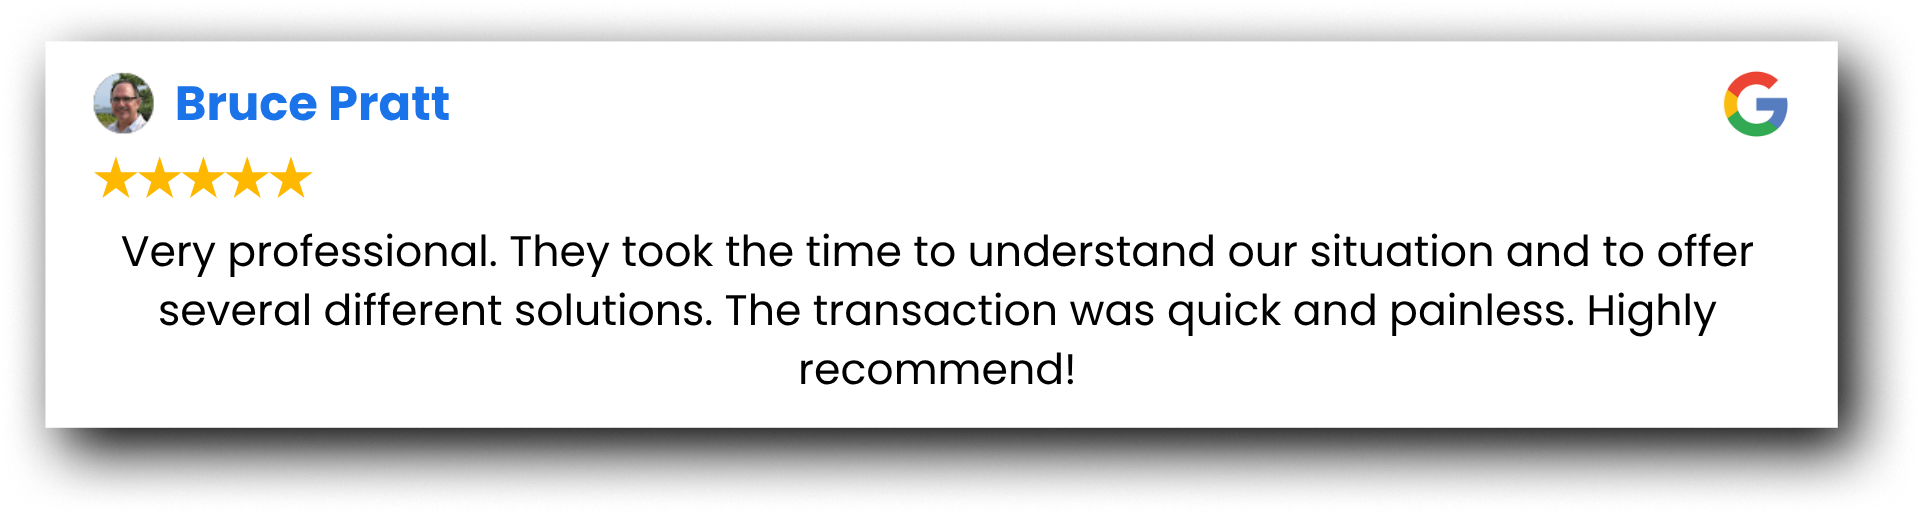 Bruce Pratt
Very professional. They took the time to understand our situation and to offer
several different solutions. The transaction was quick and painless. Highly
recommend!